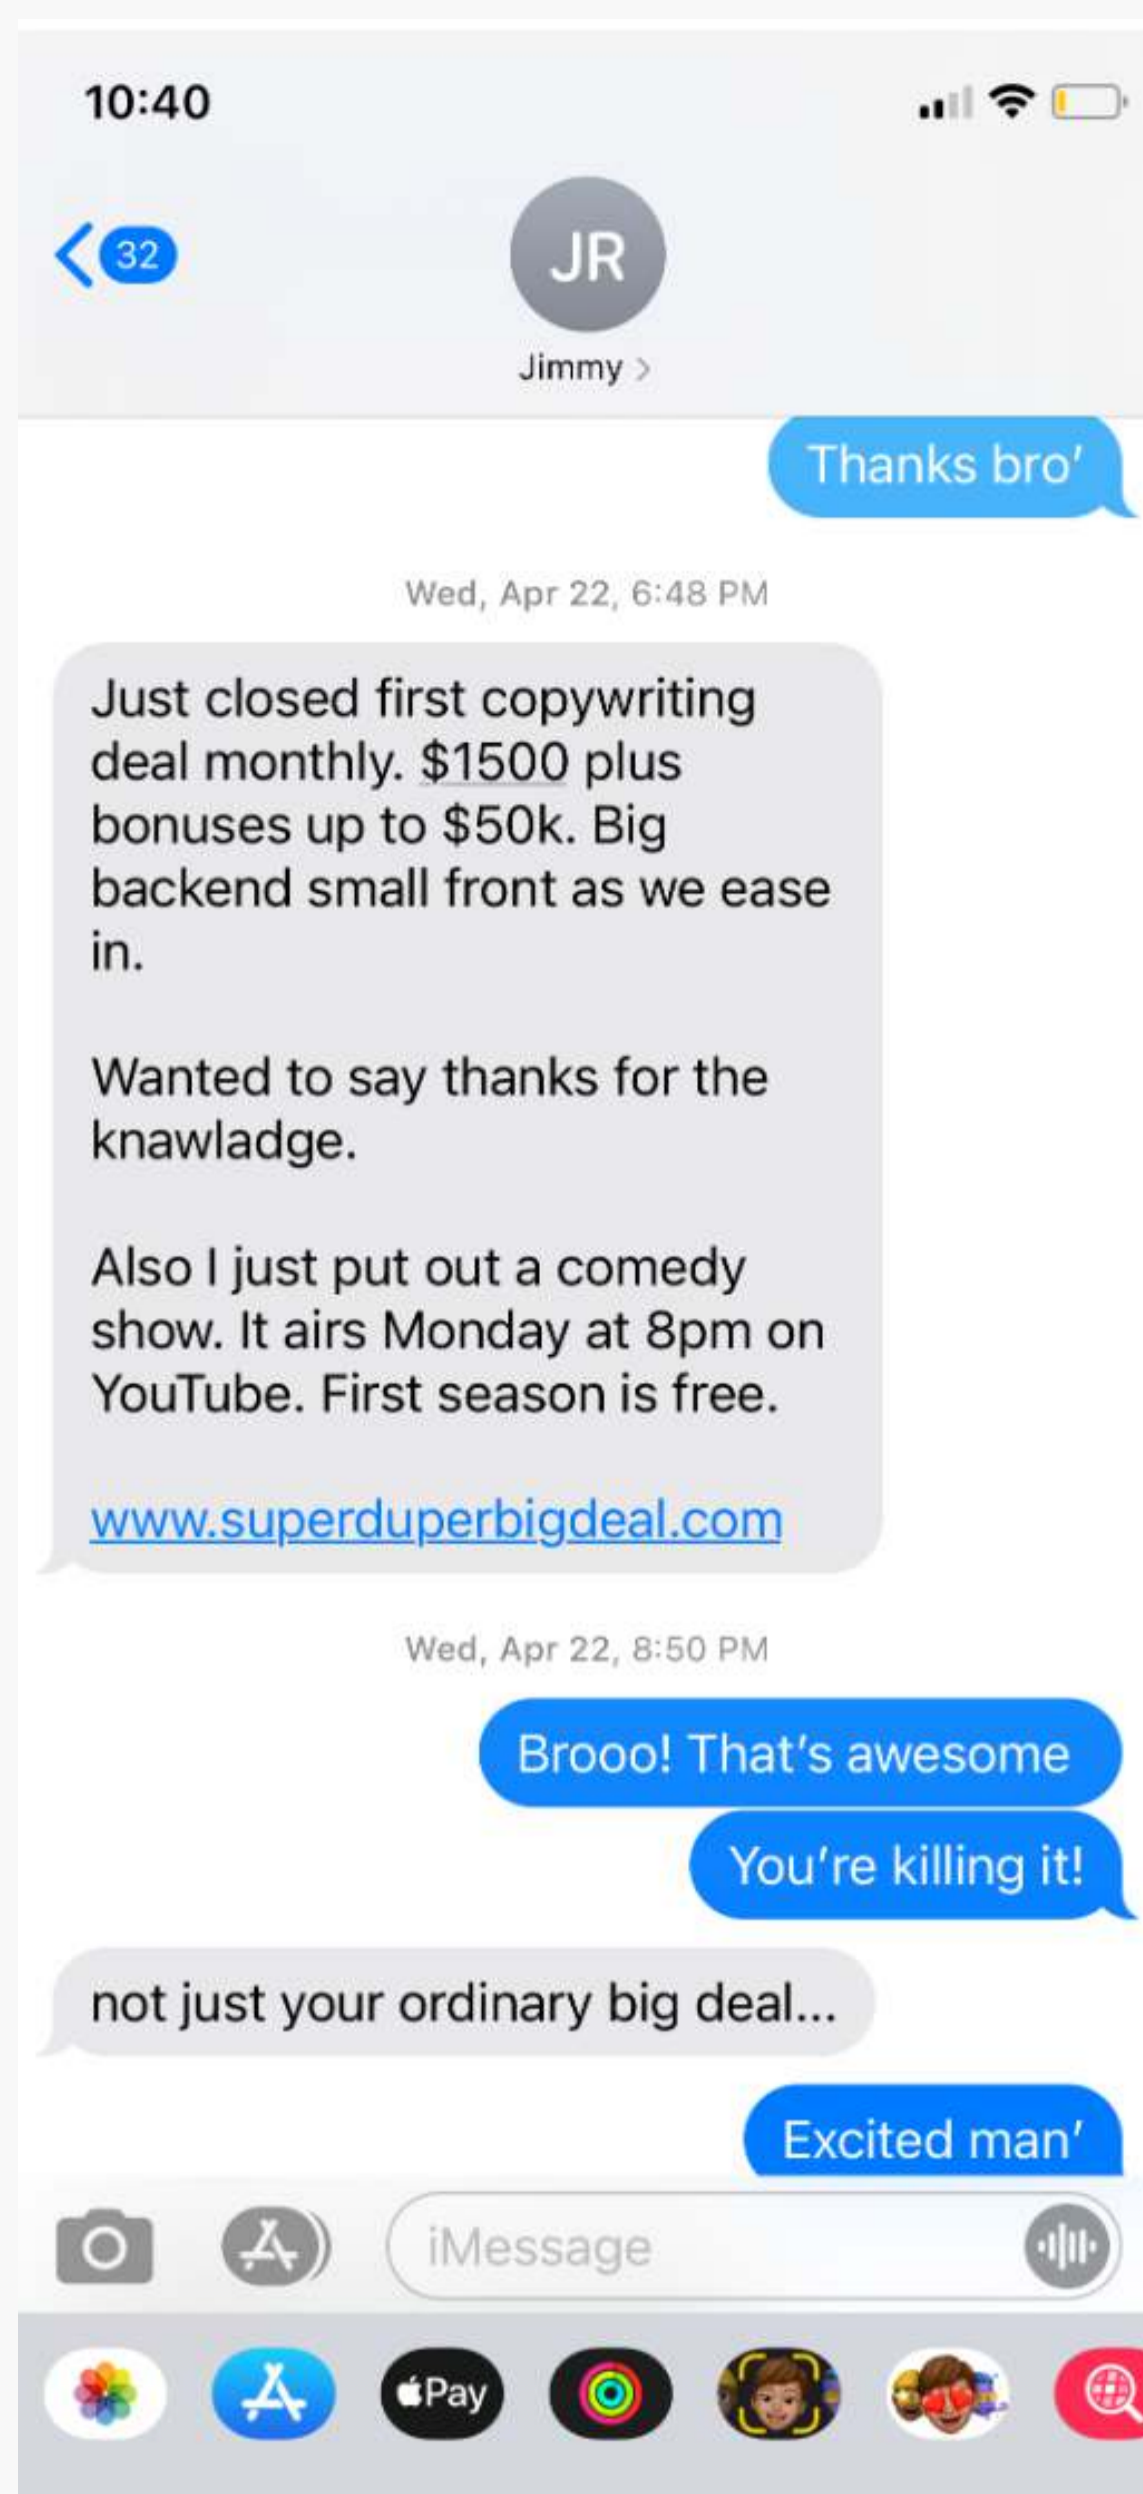 10:40
32
JR
Jimmy >
Thanks bro'
Wed, Apr 22, 6:48 PM
Just closed first copywriting
deal monthly. $1500 plus
bonuses up to $50k. Big
backend small front as we ease
in.
Wanted to say thanks for the
knawladge.
Also I just put out a comedy
show. It airs Monday at 8pm on
YouTube. First season is free.
www.superduperbigdeal.com
Wed, Apr 22, 8:50 PM
Brooo! That's awesome
You're killing it!
not just your ordinary big deal...
Excited man'
iMessage
Pay